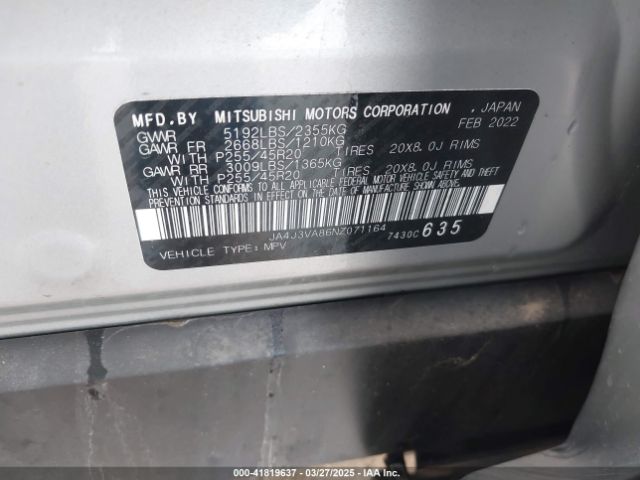 MFD.BY MITSUBISHI MOTORS CORPORATION , JAPAN
FEB 2022
GVWR 5192LBS/2355KG
GAWR FR 2668LBS/1210KG
WITH P255/45R20 TIRES 20X8.0J RIMS
GAWR RR 3009LBS/1365KG
WITH P255/45R20 TIRES 20X8.0J RIMS
THIS VEHICLE CONFORMS TO ALL APPLICABLE FEDERAL MOTOR VEHICLE SAFETY AND THEFT
PREVENTION STANDARDS IN EFFECT ON THE DATE OF MANUFACTURE SHOWN ABOVE.
JA4J3VA86NZ071164
7430C 635
VEHICLE TYPE: MPV
000-41819637 - 03/27/2025 - IAA Inc.